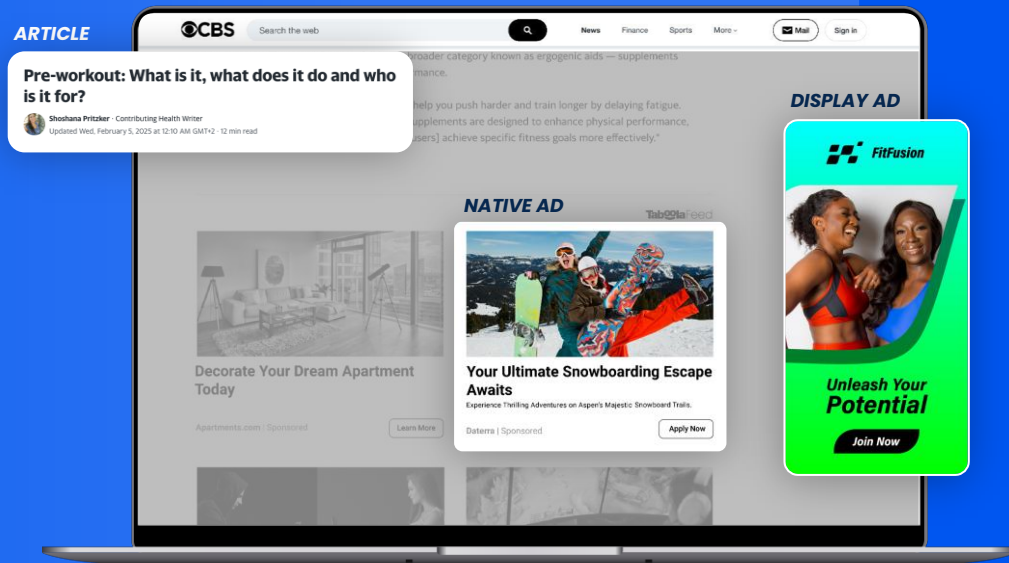 ARTICLE
CBS
Search the web
News
Finance
Sports
More
Mail
Sign in
Pre-workout: What is it, what does it do and who
is it for?
Shoshana Pritzker · Contributing Health Writer
Updated Wed, February 5, 2025 at 12:10 AM GMT+2 · 12 min read
broader category known as ergogenic aids — supplements
mance.
help you push harder and train longer by delaying fatigue.
upplements are designed to enhance physical performance,
users] achieve specific fitness goals more effectively."
DISPLAY AD
FitFusion
Unleash Your
Potential
Join Now
NATIVE AD
Taboola Feed
Decorate Your Dream Apartment
Today
Apartments.com | Sponsored
Learn More
Your Ultimate Snowboarding Escape
Awaits
Experience Thrilling Adventures on Aspen's Majestic Snowboard Trails.
Daterra | Sponsored
Apply Now